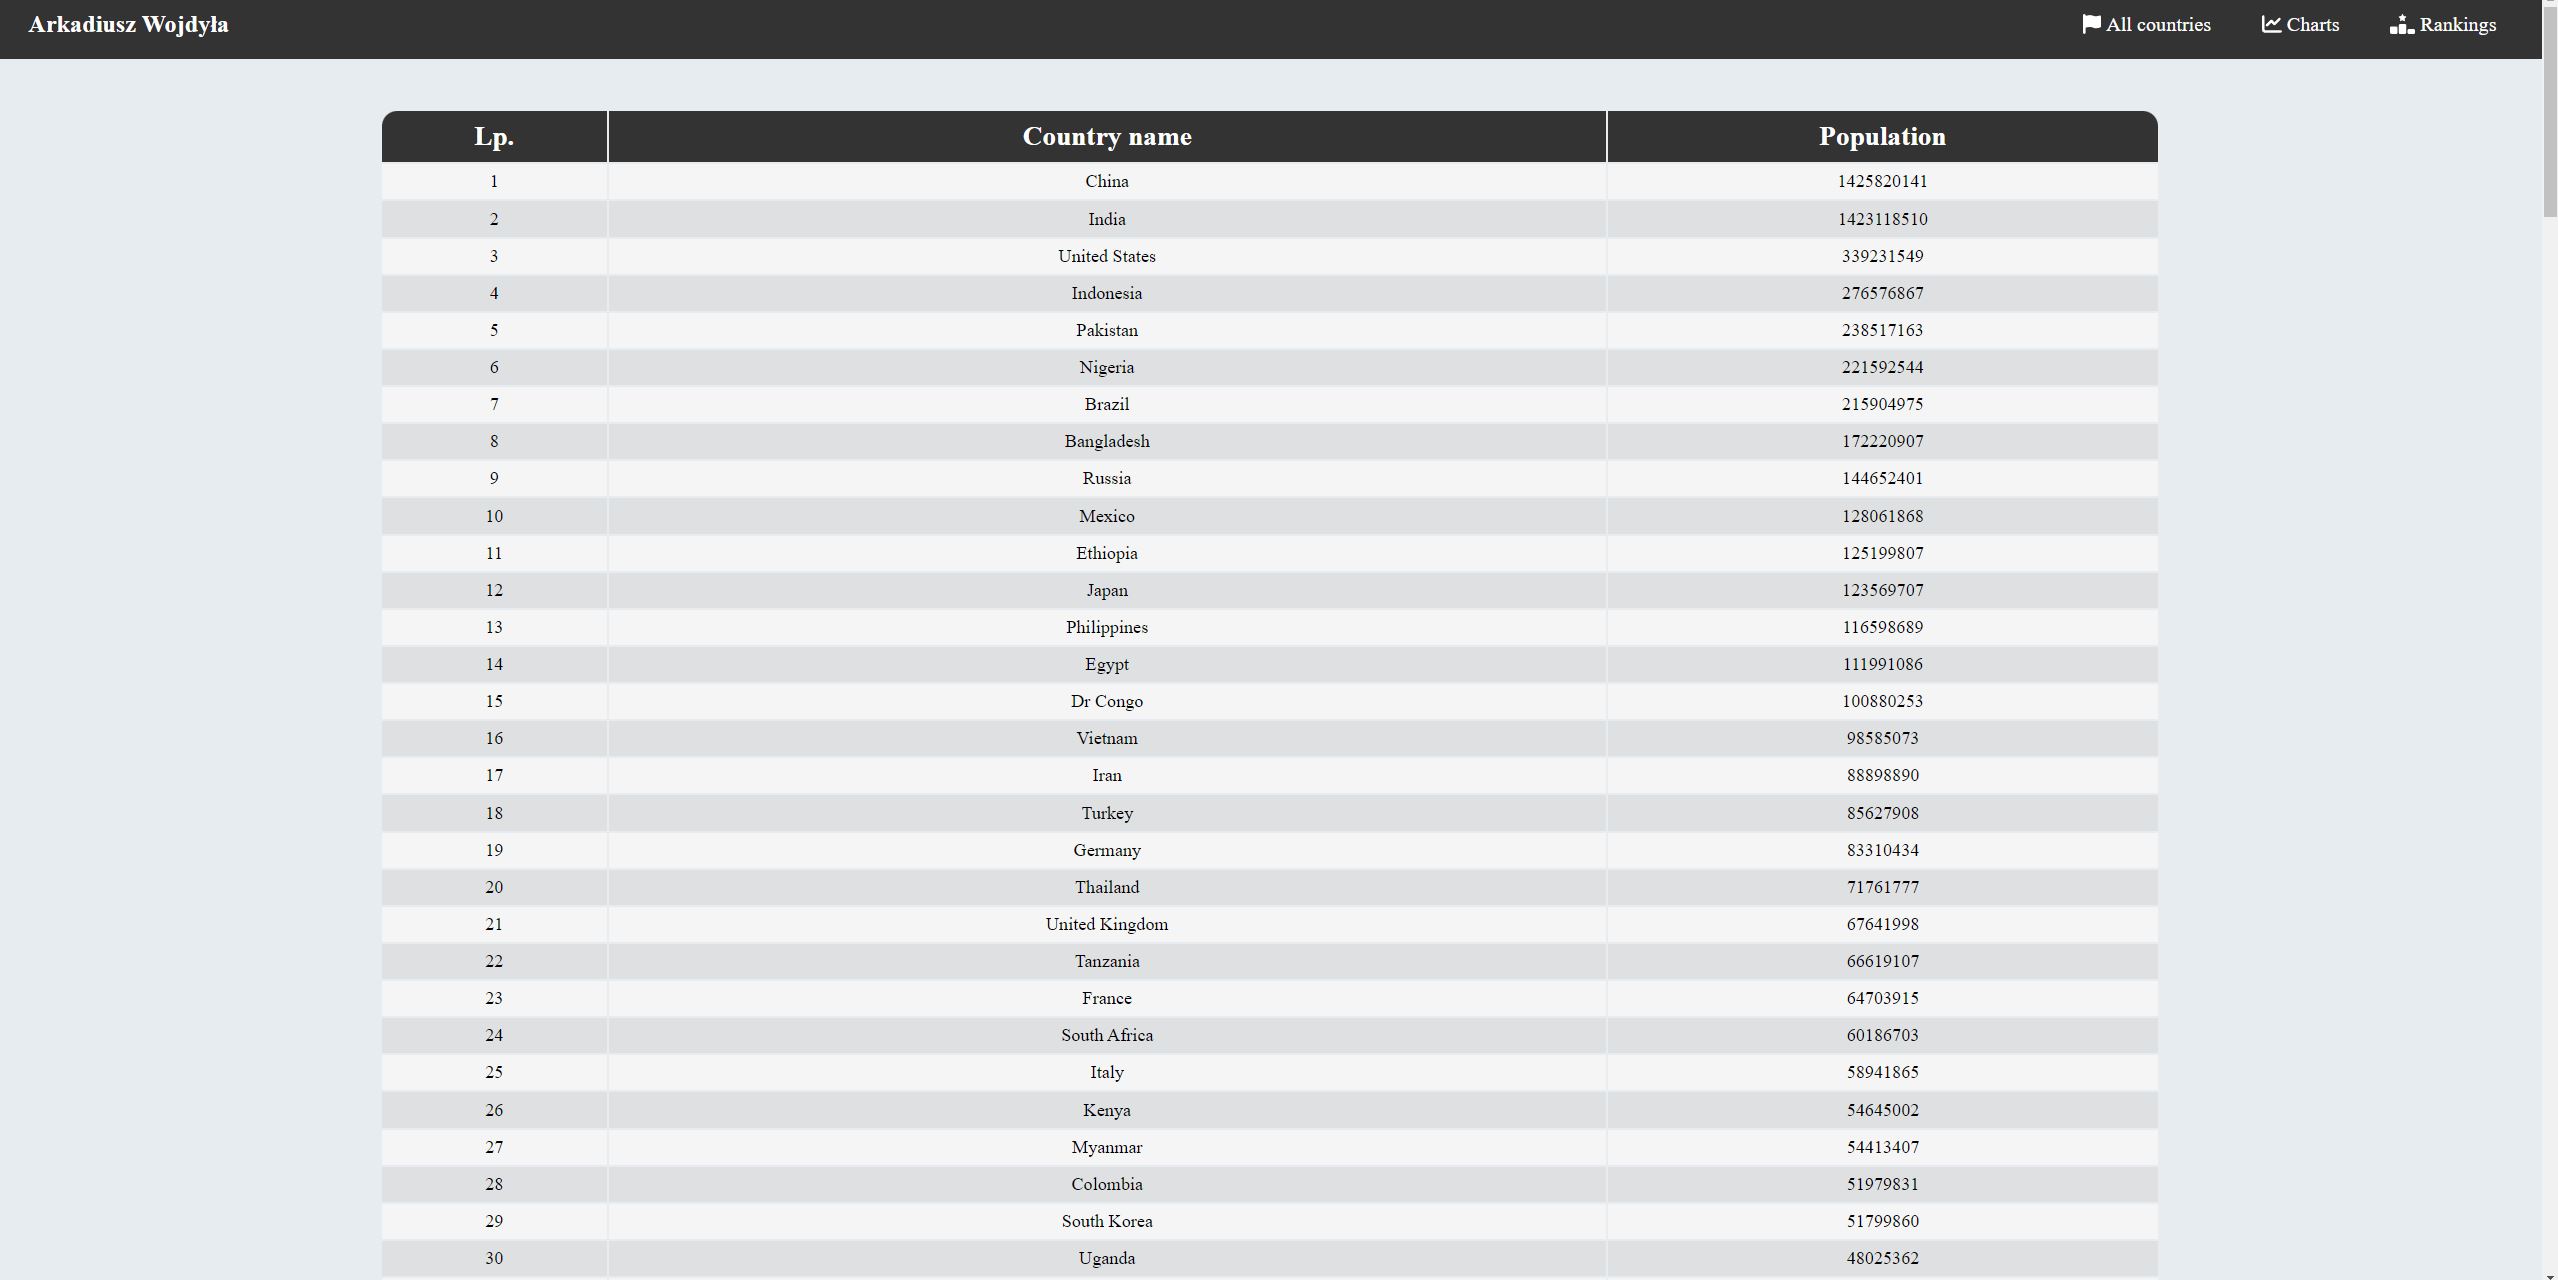 Arkadiusz Wojdyła All countries Charts Rankings
Lp. Country name Population
1 China 1425820141
2 India 1423118510
3 United States 339231549
4 Indonesia 276576867
5 Pakistan 238517163
6 Nigeria 221592544
7 Brazil 215904975
8 Bangladesh 172220907
9 Russia 144652401
10 Mexico 128061868
11 Ethiopia 125199807
12 Japan 123569707
13 Philippines 116598689
14 Egypt 111991086
15 Dr Congo 100880253
16 Vietnam 98585073
17 Iran 88898890
18 Turkey 85627908
19 Germany 83310434
20 Thailand 71761777
21 United Kingdom 67641998
22 Tanzania 66619107
23 France 64703915
24 South Africa 60186703
25 Italy 58941865
26 Kenya 54645002
27 Myanmar 54413407
28 Colombia 51979831
29 South Korea 51799860
30 Uganda 48025362